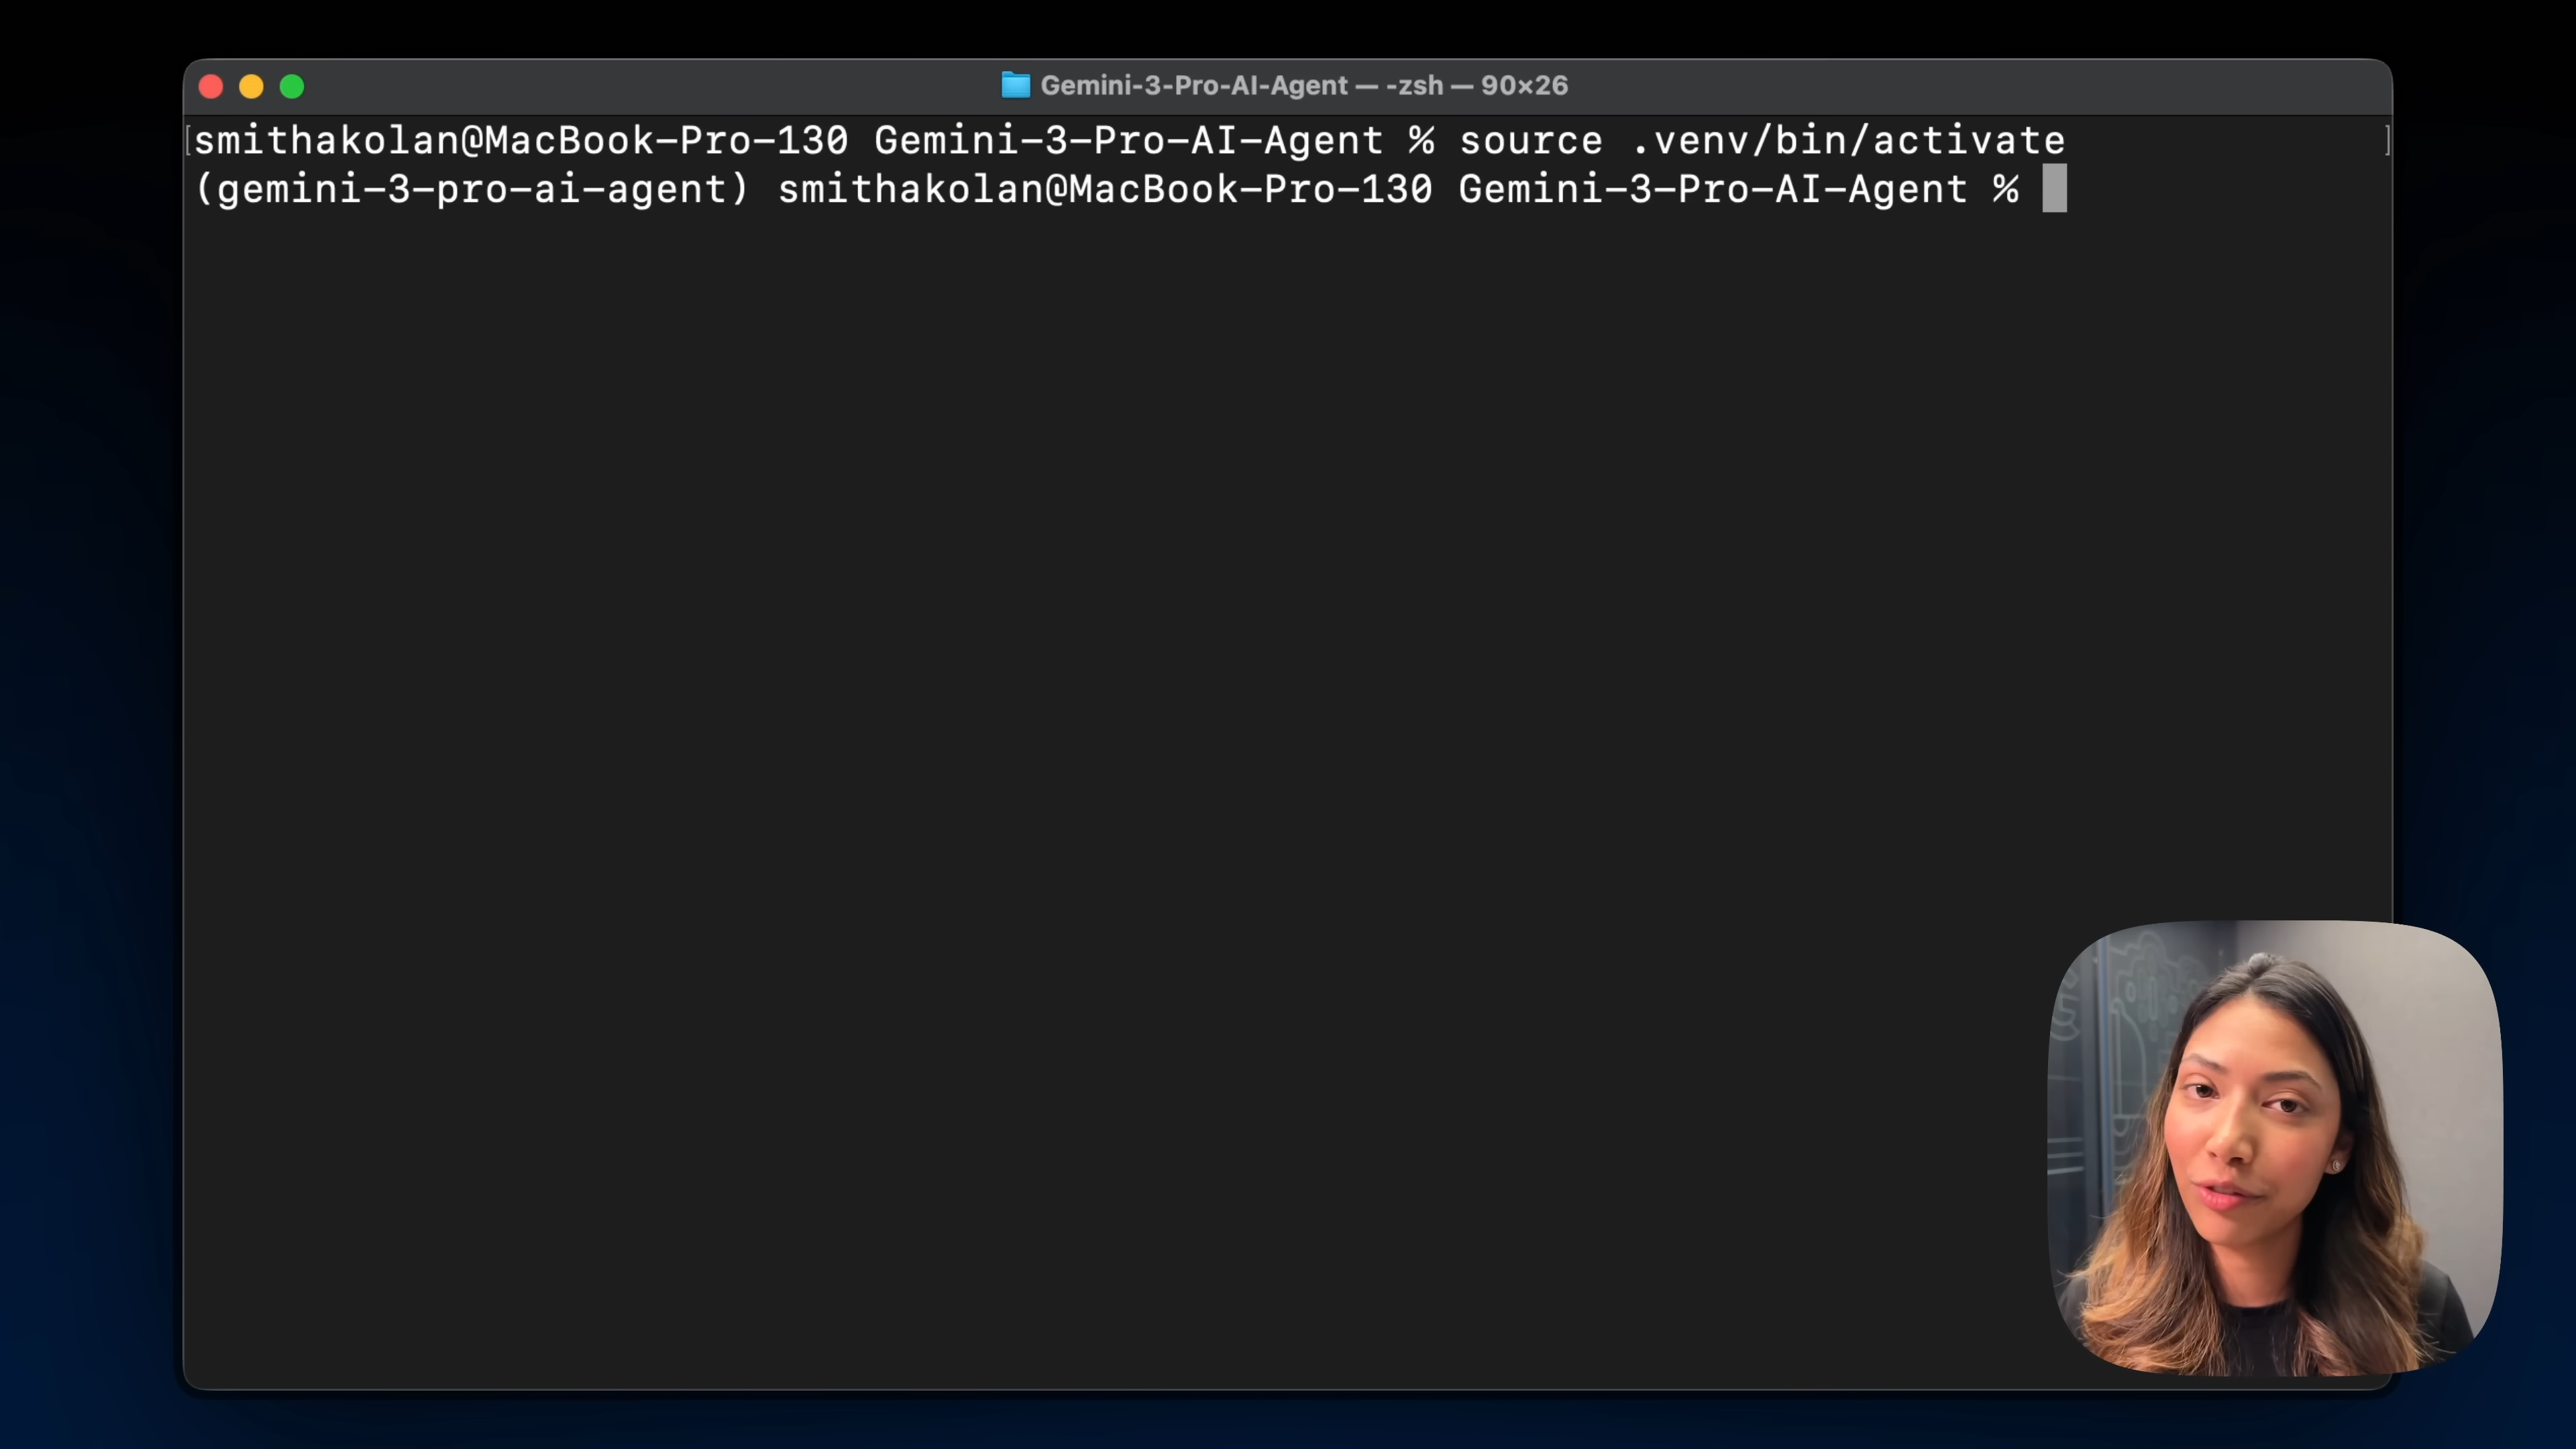 Gemini-3-Pro-AI-Agent — -zsh — 90×26
[smithakolan@MacBook-Pro-130 Gemini-3-Pro-AI-Agent % source .venv/bin/activate ]
(gemini-3-pro-ai-agent) smithakolan@MacBook-Pro-130 Gemini-3-Pro-AI-Agent %